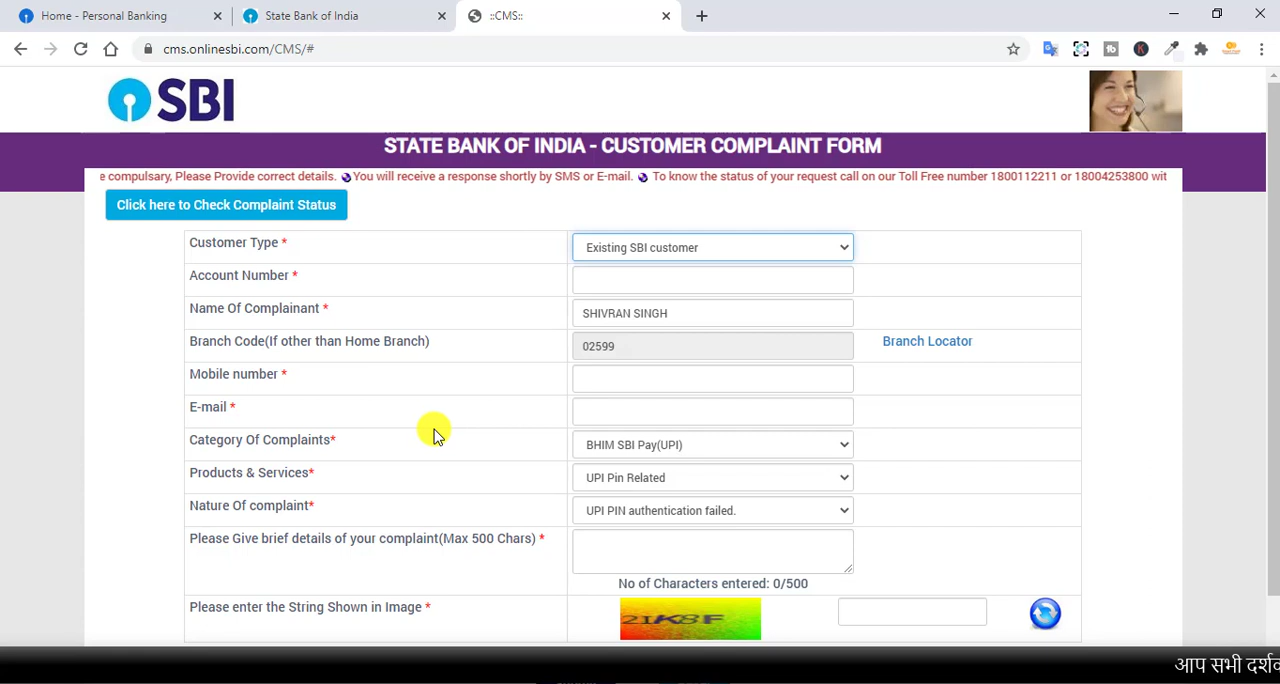 Home - Personal Banking
State Bank of India
::CMS::
cms.onlinesbi.com/CMS/#
SBI
STATE BANK OF INDIA - CUSTOMER COMPLAINT FORM
e compulsary, Please Provide correct details. You will receive a response shortly by SMS or E-mail. To know the status of your request call on our Toll Free number 1800112211 or 18004253800 wit
Click here to Check Complaint Status
Customer Type * Existing SBI customer
Account Number *
Name Of Complainant * SHIVRAN SINGH
Branch Code(If other than Home Branch) 02599 Branch Locator
Mobile number *
E-mail *
Category Of Complaints* BHIM SBI Pay(UPI)
Products & Services* UPI Pin Related
Nature Of complaint* UPI PIN authentication failed.
Please Give brief details of your complaint(Max 500 Chars) *
No of Characters entered: 0/500
Please enter the String Shown in Image *
आप सभी